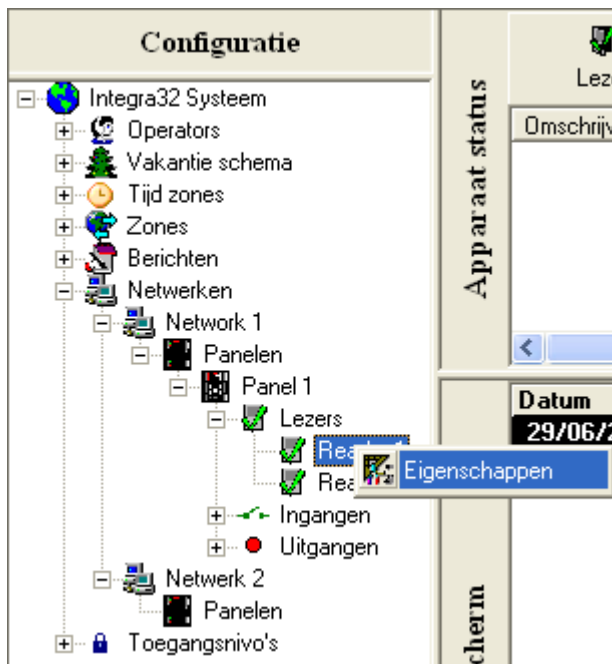 Configuratie
Integra32 Systeem
Operators
Vakantie schema
Tijd zones
Zones
Berichten
Netwerken
Network 1
Panelen
Panel 1
Lezers
Eigenschappen
Ingangen
Uitgangen
Netwerk 2
Panelen
Toegangsnivo's
Apparaat status
Datum
29/06/2